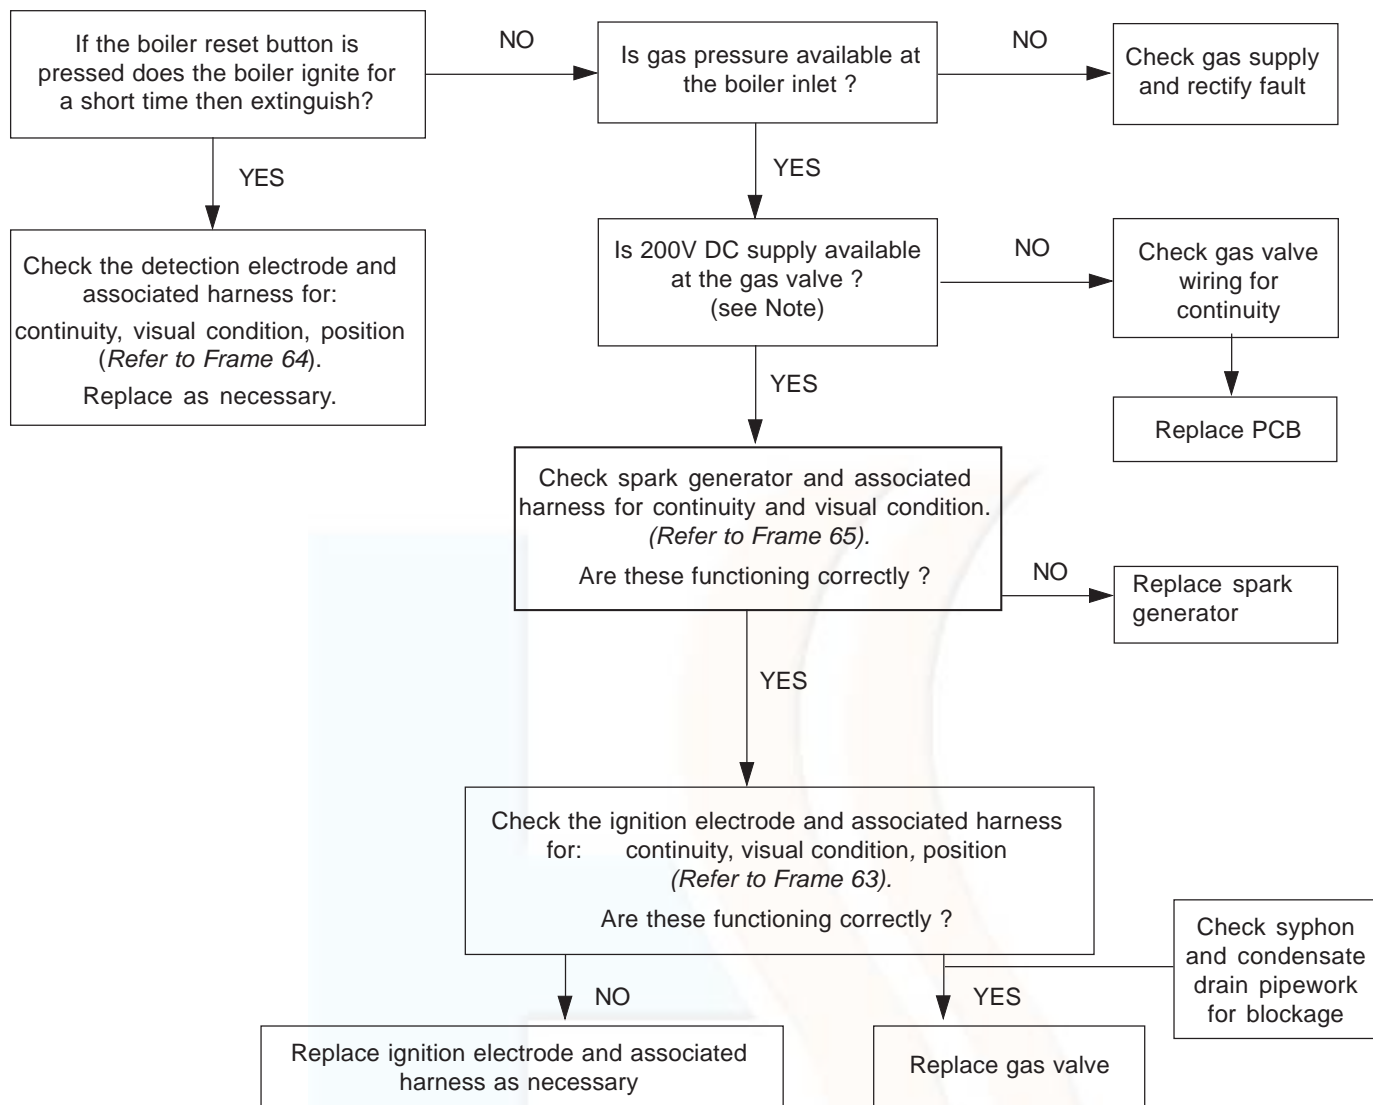 If the boiler reset button is
pressed does the boiler ignite for
a short time then extinguish?
NO
Is gas pressure available at
the boiler inlet ?
NO
Check gas supply
and rectify fault
YES
YES
Check the detection electrode and
associated harness for:
continuity, visual condition, position
(Refer to Frame 64).
Replace as necessary.
Is 200V DC supply available
at the gas valve ?
(see Note)
NO
Check gas valve
wiring for
continuity
YES
Replace PCB
Check spark generator and associated
harness for continuity and visual condition.
(Refer to Frame 65).
Are these functioning correctly ?
NO
Replace spark
generator
YES
Check the ignition electrode and associated harness
for: continuity, visual condition, position
(Refer to Frame 63).
Are these functioning correctly ?
Check syphon
and condensate
drain pipework
for blockage
NO
YES
Replace ignition electrode and associated
harness as necessary
Replace gas valve